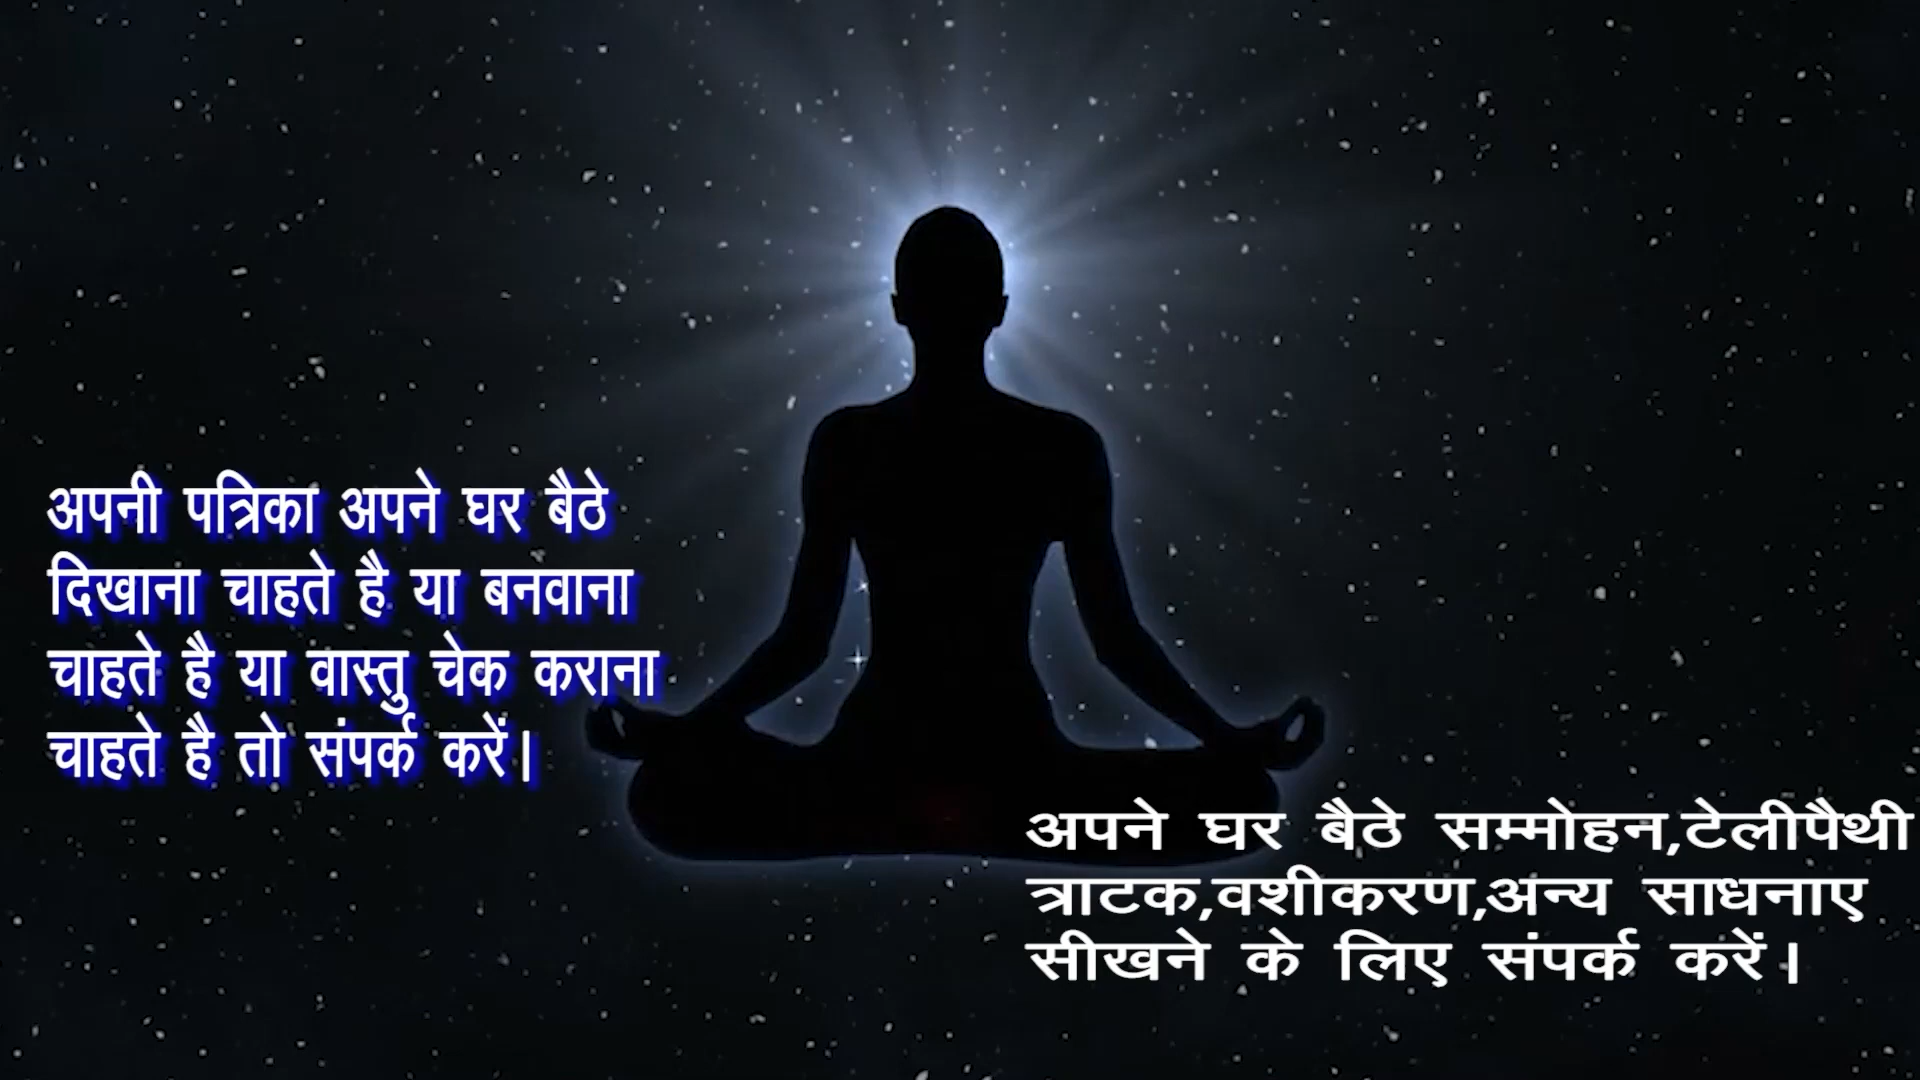 अपनी पत्रिका अपने घर बैठे
दिखाना चाहते है या बनवाना
चाहते है या वास्तु चेक कराना
चाहते है तो संपर्क करें।
अपने घर बैठे सम्मोहन,टेलीपैथी
त्राटक,वशीकरण,अन्य साधनाए
सीखने के लिए संपर्क करें।